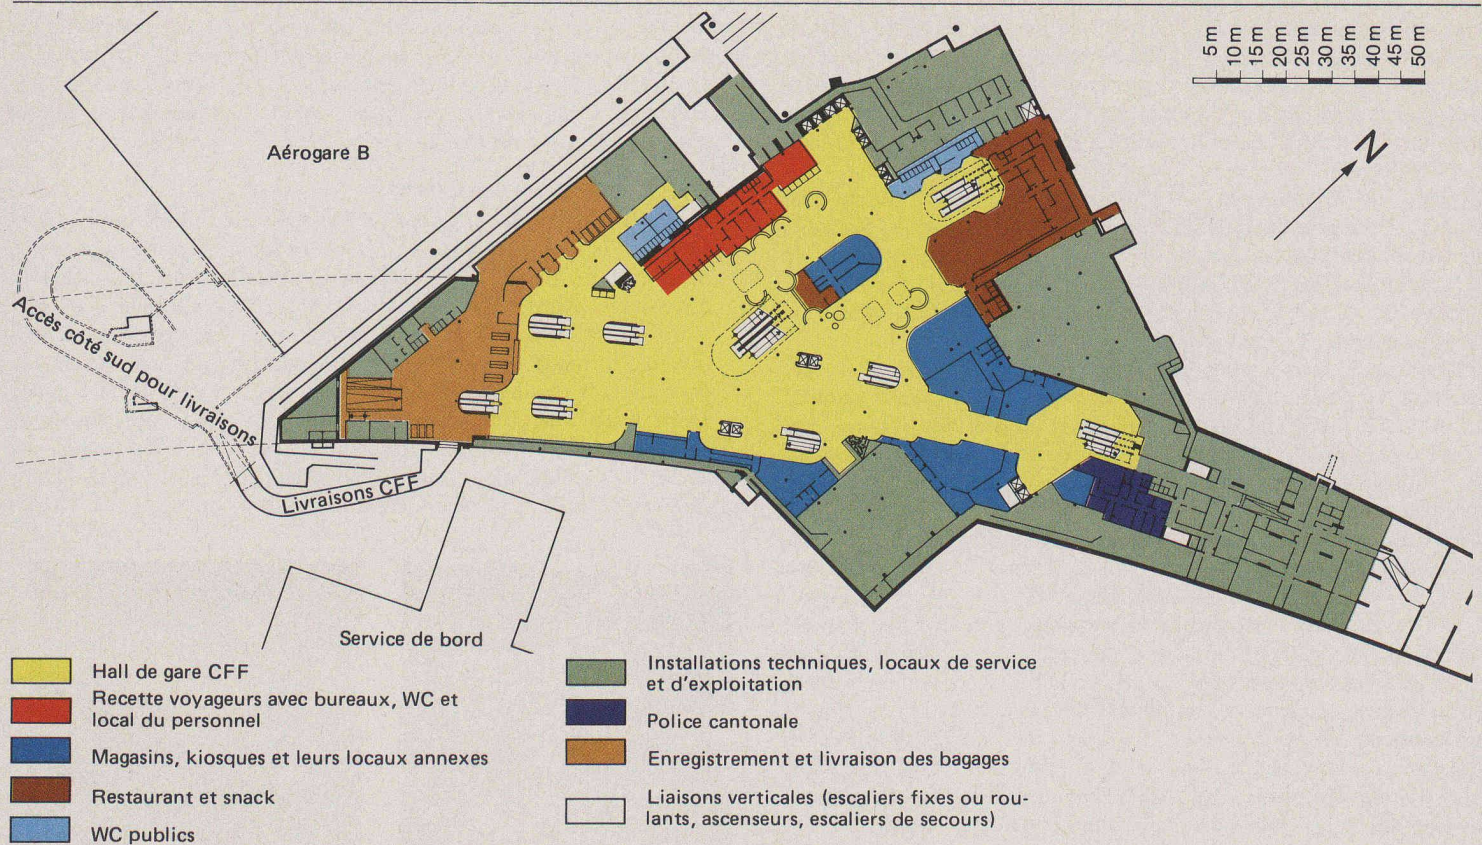 5 m
10 m
15 m
20 m
25 m
30 m
35 m
40 m
45 m
50 m
N
Aérogare B
Accès côté sud pour livraisons
Livraisons CFF
Service de bord
Hall de gare CFF
Recette voyageurs avec bureaux, WC et
local du personnel
Magasins, kiosques et leurs locaux annexes
Restaurant et snack
WC publics
Installations techniques, locaux de service
et d'exploitation
Police cantonale
Enregistrement et livraison des bagages
Liaisons verticales (escaliers fixes ou rou-
lants, ascenseurs, escaliers de secours)